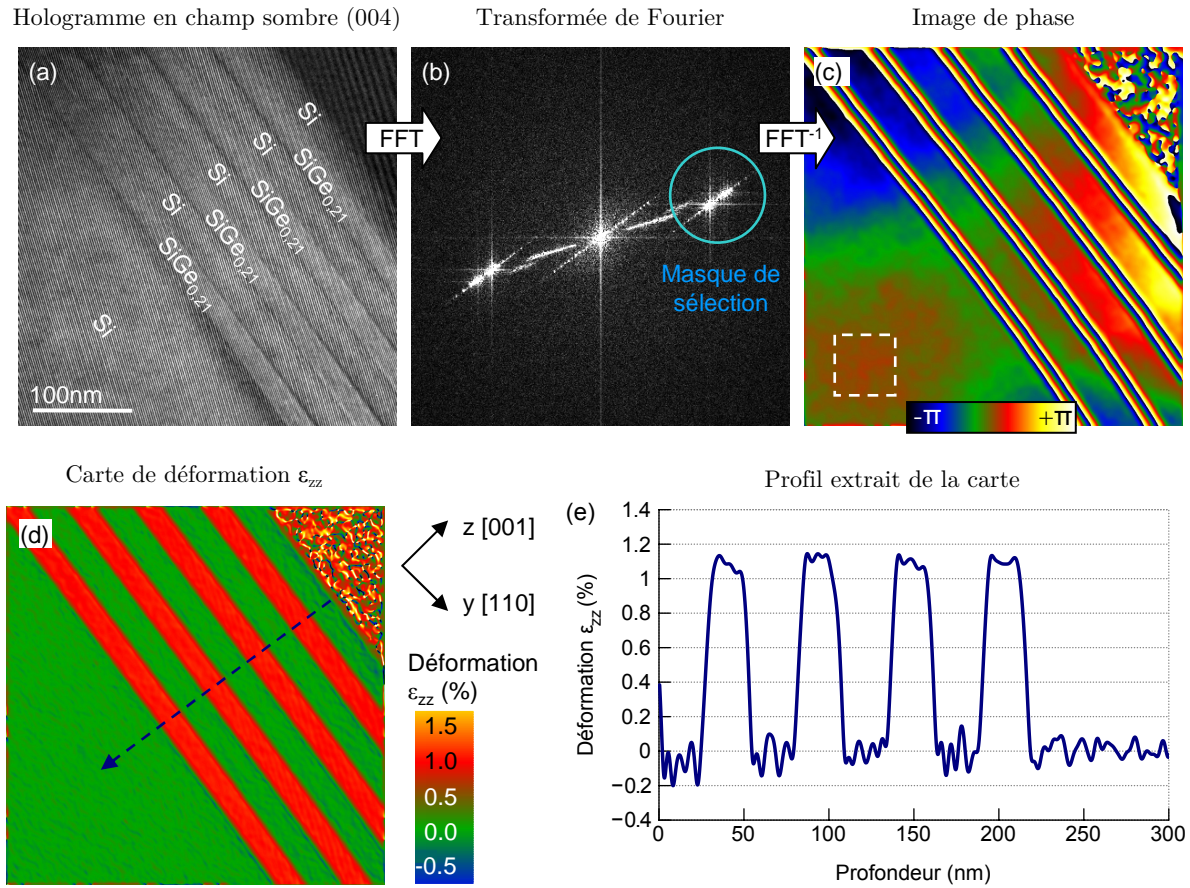 Hologramme en champ sombre (004)
Transformée de Fourier
Image de phase
(a)
Si
SiGe0,21
Si
SiGe0,21
Si
SiGe0,21
Si
SiGe0,21
Si
100nm
FFT
(b)
Masque de
sélection
FFT-1
(c)
-π
+π
Carte de déformation εzz
(d)
z [001]
y [110]
Déformation
εzz (%)
1.5
1.0
0.5
0.0
-0.5
Profil extrait de la carte
(e)
Déformation εzz (%)
1.4
1.2
1.0
0.8
0.6
0.4
0.2
0
−0.2
−0.4
0
50
100
150
200
250
300
Profondeur (nm)